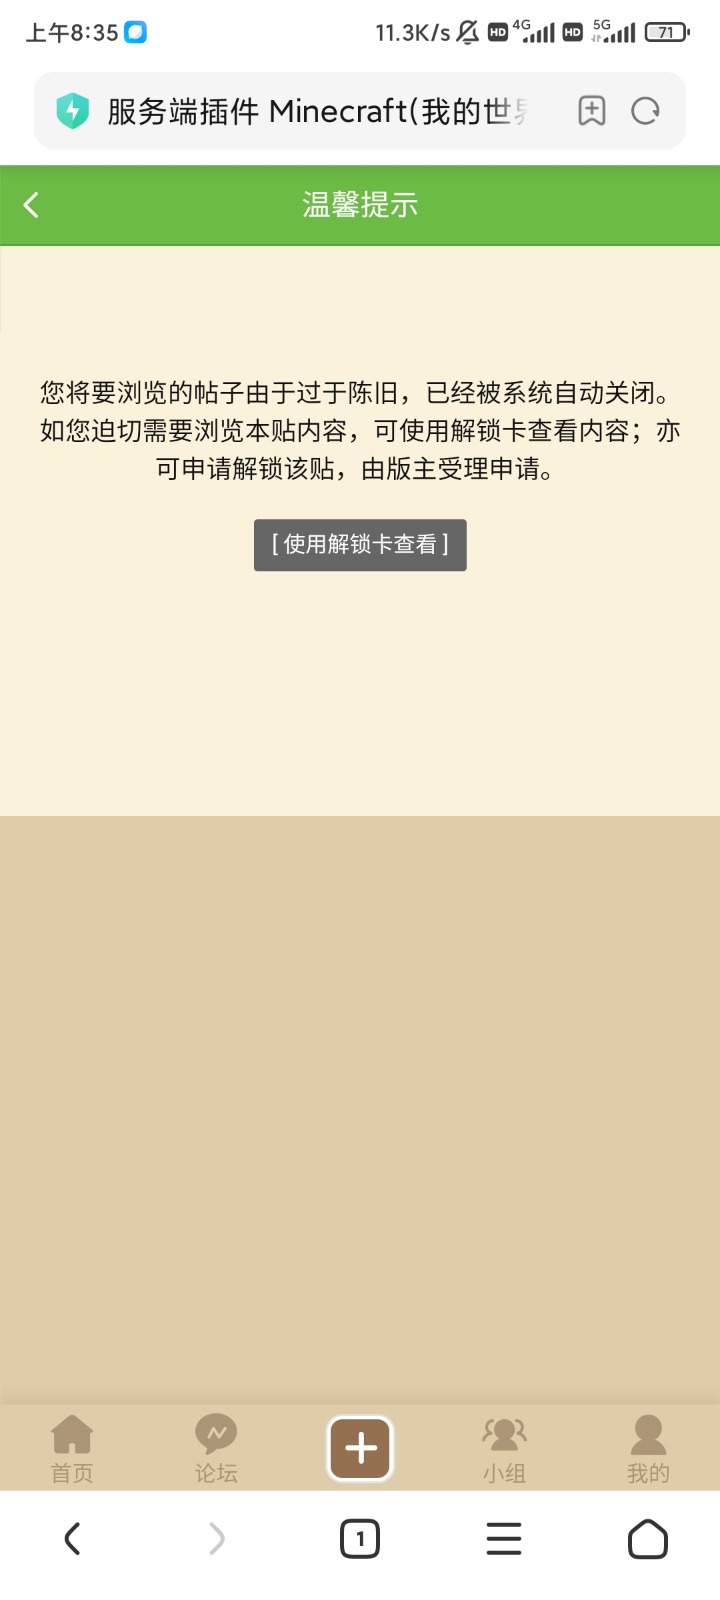 上午8:35
11.3K/s HD 4G HD 5G 71
服务端插件 Minecraft(我的世
温馨提示
您将要浏览的帖子由于过于陈旧，已经被系统自动关闭。
如您迫切需要浏览本贴内容，可使用解锁卡查看内容；亦
可申请解锁该贴，由版主受理申请。
[ 使用解锁卡查看 ]
首页 论坛 小组 我的
1